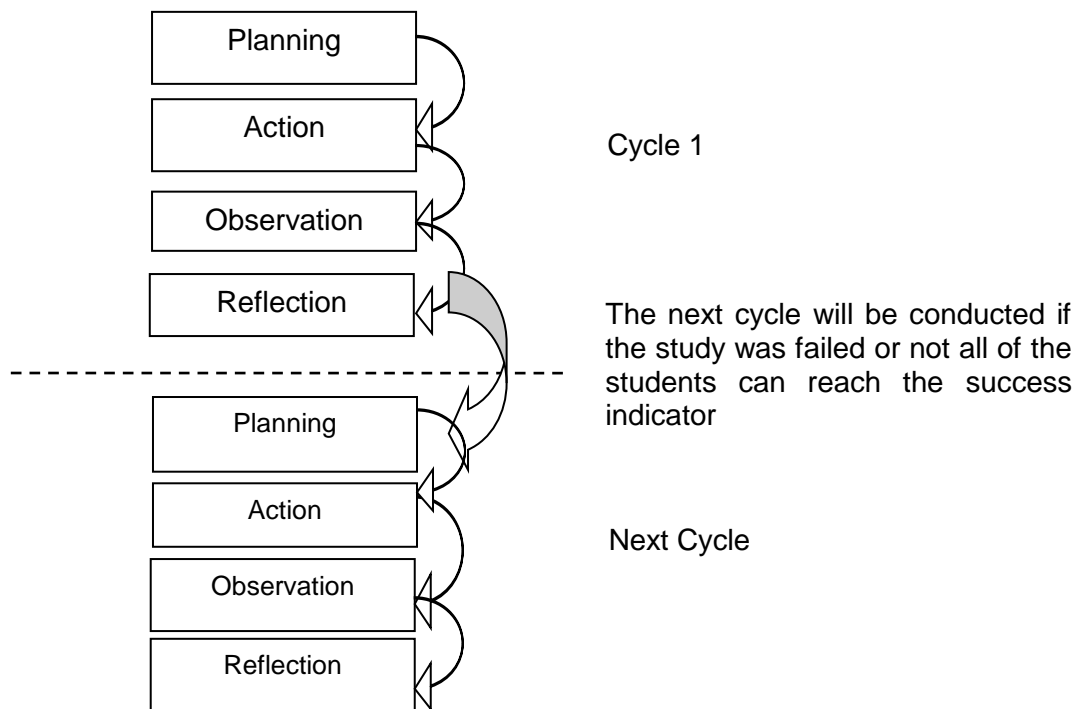 Planning
Action
Cycle 1
Observation
Reflection
The next cycle will be conducted if
the study was failed or not all of the
students can reach the success
indicator
Planning
Action
Next Cycle
Observation
Reflection